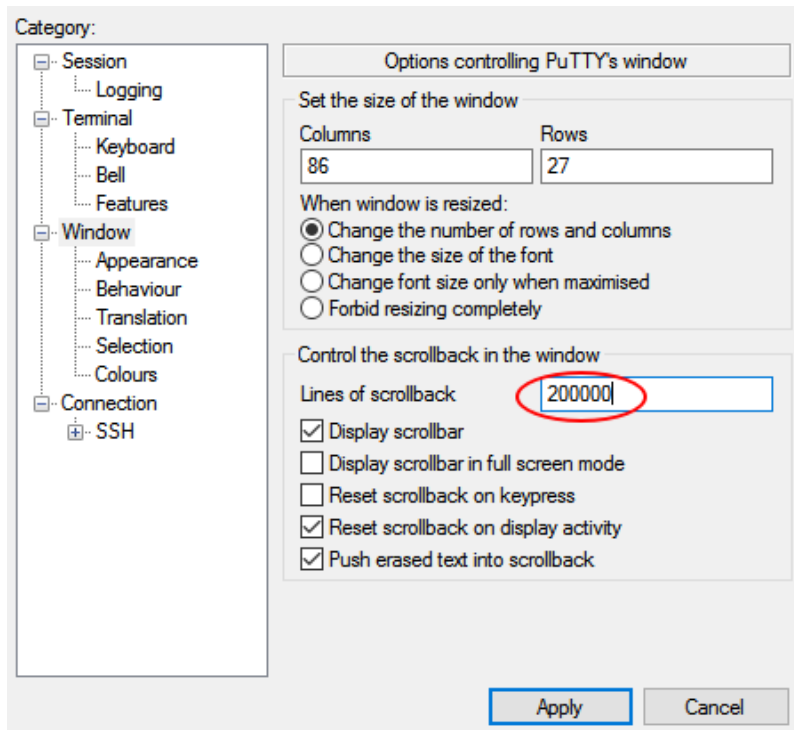 Category:
Session
Logging
Terminal
Keyboard
Bell
Features
Window
Appearance
Behaviour
Translation
Selection
Colours
Connection
SSH
Options controlling PuTTY's window
Set the size of the window
Columns Rows
86 27
When window is resized:
Change the number of rows and columns
Change the size of the font
Change font size only when maximised
Forbid resizing completely
Control the scrollback in the window
Lines of scrollback 200000
Display scrollbar
Display scrollbar in full screen mode
Reset scrollback on keypress
Reset scrollback on display activity
Push erased text into scrollback
Apply Cancel